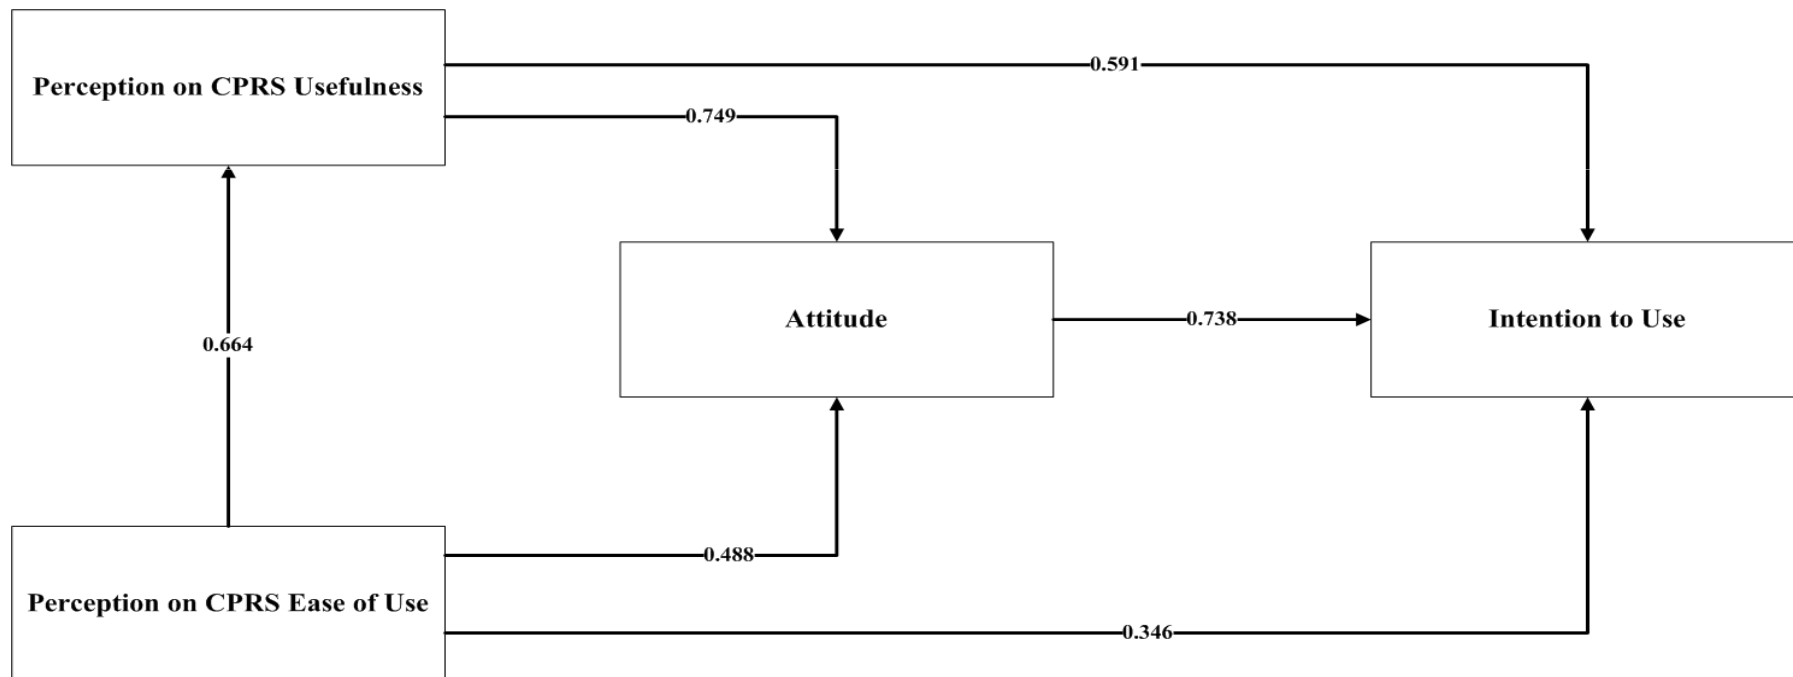 Perception on CPRS Usefulness
0.591
0.749
Attitude
0.738
Intention to Use
0.664
0.488
Perception on CPRS Ease of Use
0.346